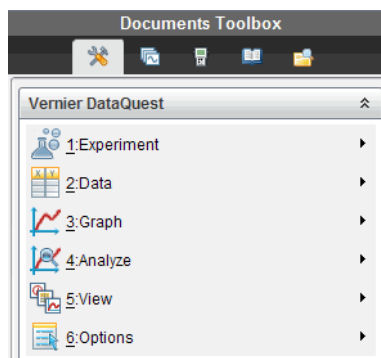 Documents Toolbox
Vernier DataQuest
1:Experiment
X Y
2:Data
3:Graph
4:Analyze
5:View
6:Options